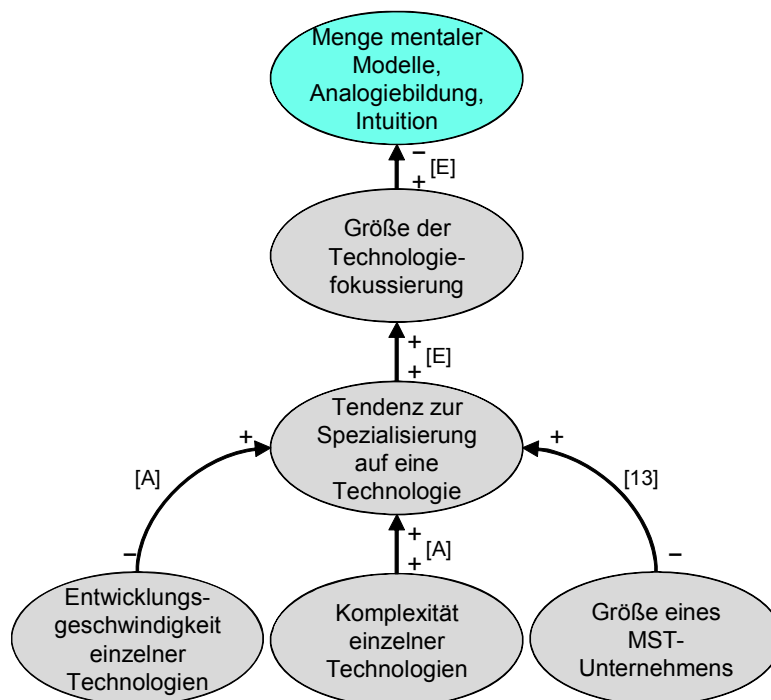 Menge mentaler
Modelle,
Analogiebildung,
Intuition
–
[E]
+
Größe der
Technologie-
fokussierung
+
[E]
+
Tendenz zur
Spezialisierung
auf eine
Technologie
+
+
[A]
[13]
+
[A]
+
–
–
Entwicklungs-
geschwindigkeit
einzelner
Technologien
Komplexität
einzelner
Technologien
Größe eines
MST-
Unternehmens